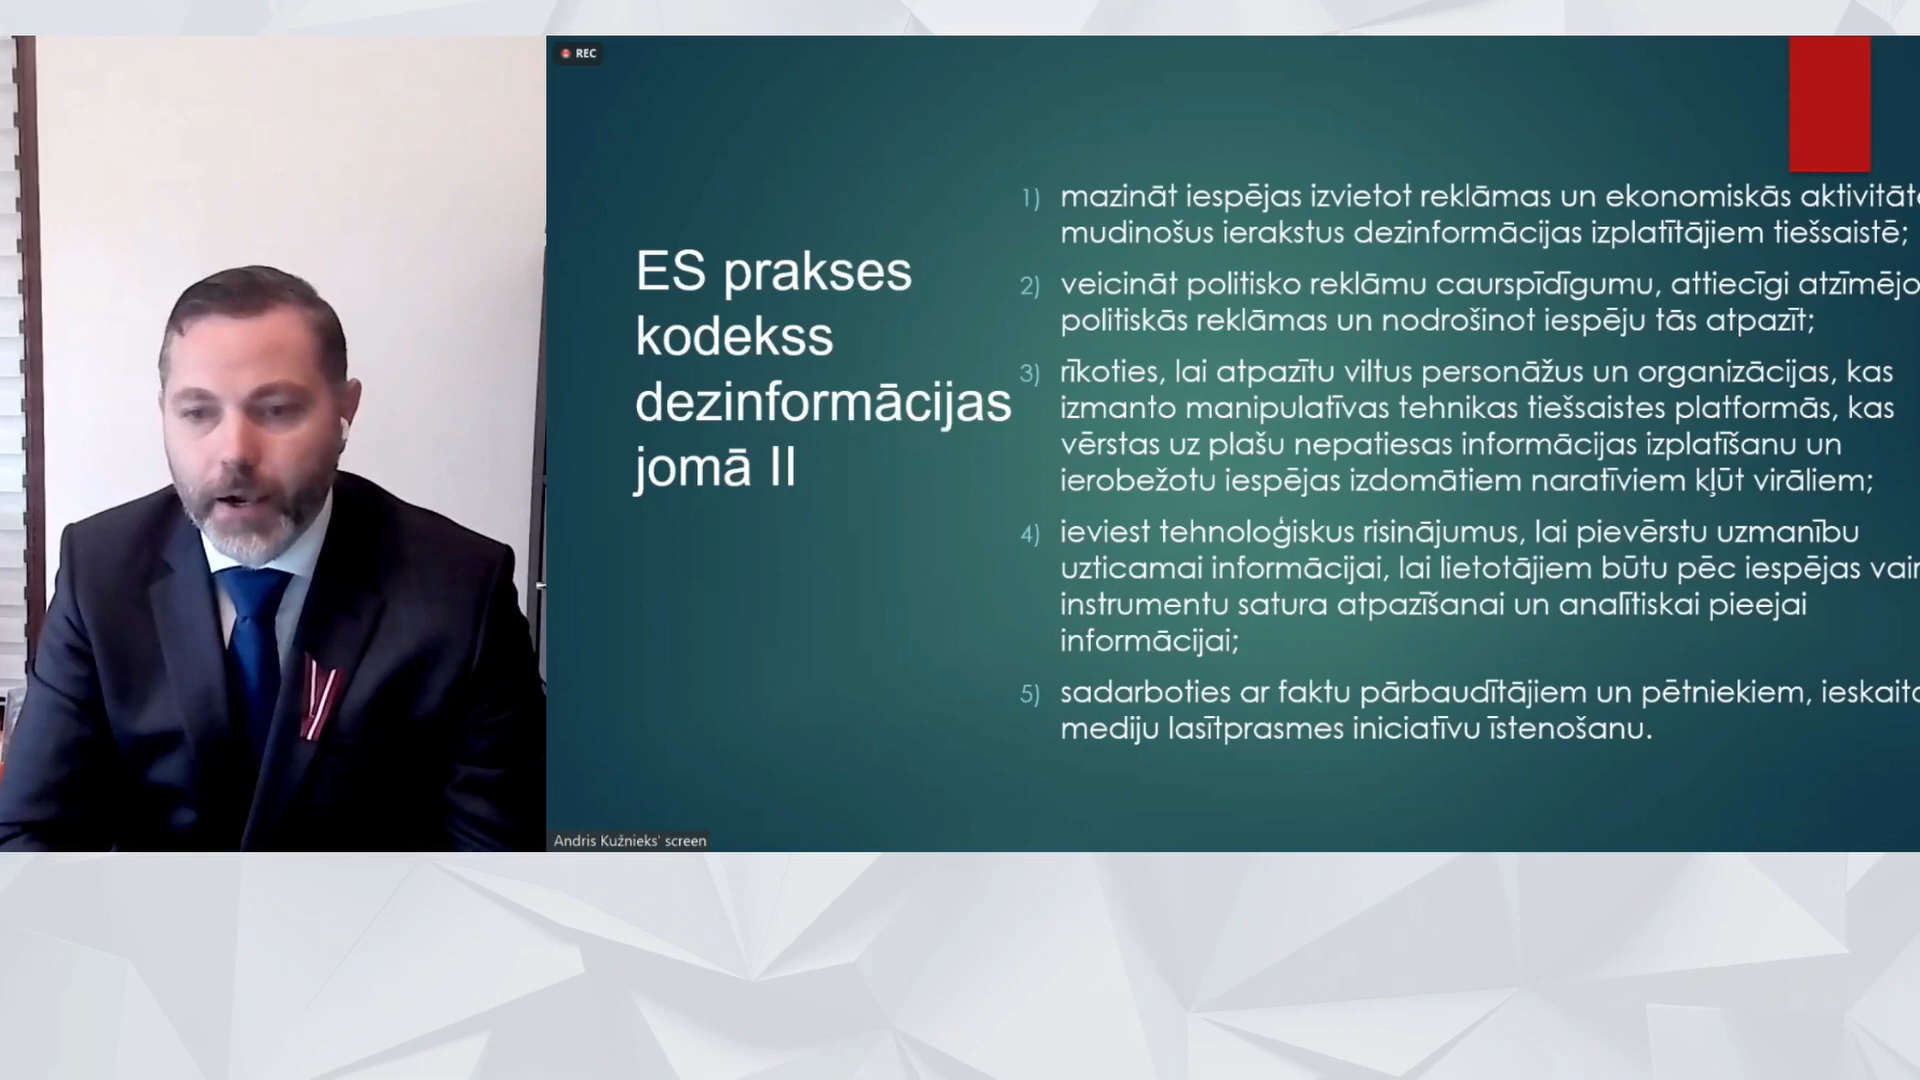 REC
ES prakses
kodekss
dezinformācijas
jomā II
1) mazināt iespējas izvietot reklāmas un ekonomiskās
mudinošus ierakstus dezinformācijas izplatītājiem tiešsaistē;
2) veicināt politisko reklāmu caurspīdīgumu, attiecīgi
politiskās reklāmas un nodrošinot iespēju tās atpazīt;
3) rīkoties, lai atpazītu viltus personāžus un organizācijas, kas
izmanto manipulatīvas tehnikas tiešsaistes platformās, kas
vērstas uz plašu nepatiesas informācijas izplatīšanu un
ierobežotu iespējas izdomātiem naratīviem kļūt virāliem;
4) ieviest tehnoloģiskus risinājumus, lai pievērstu uzmanību
uzticamai informācijai, lai lietotājiem būtu pēc iespējas
instrumentu satura atpazīšanai un analītiskai pieejai
informācijai;
5) sadarboties ar faktu pārbaudītājiem un pētniekiem,
mediju lasītprasmes iniciatīvu īstenošanu.
Andris Kužnieks' screen